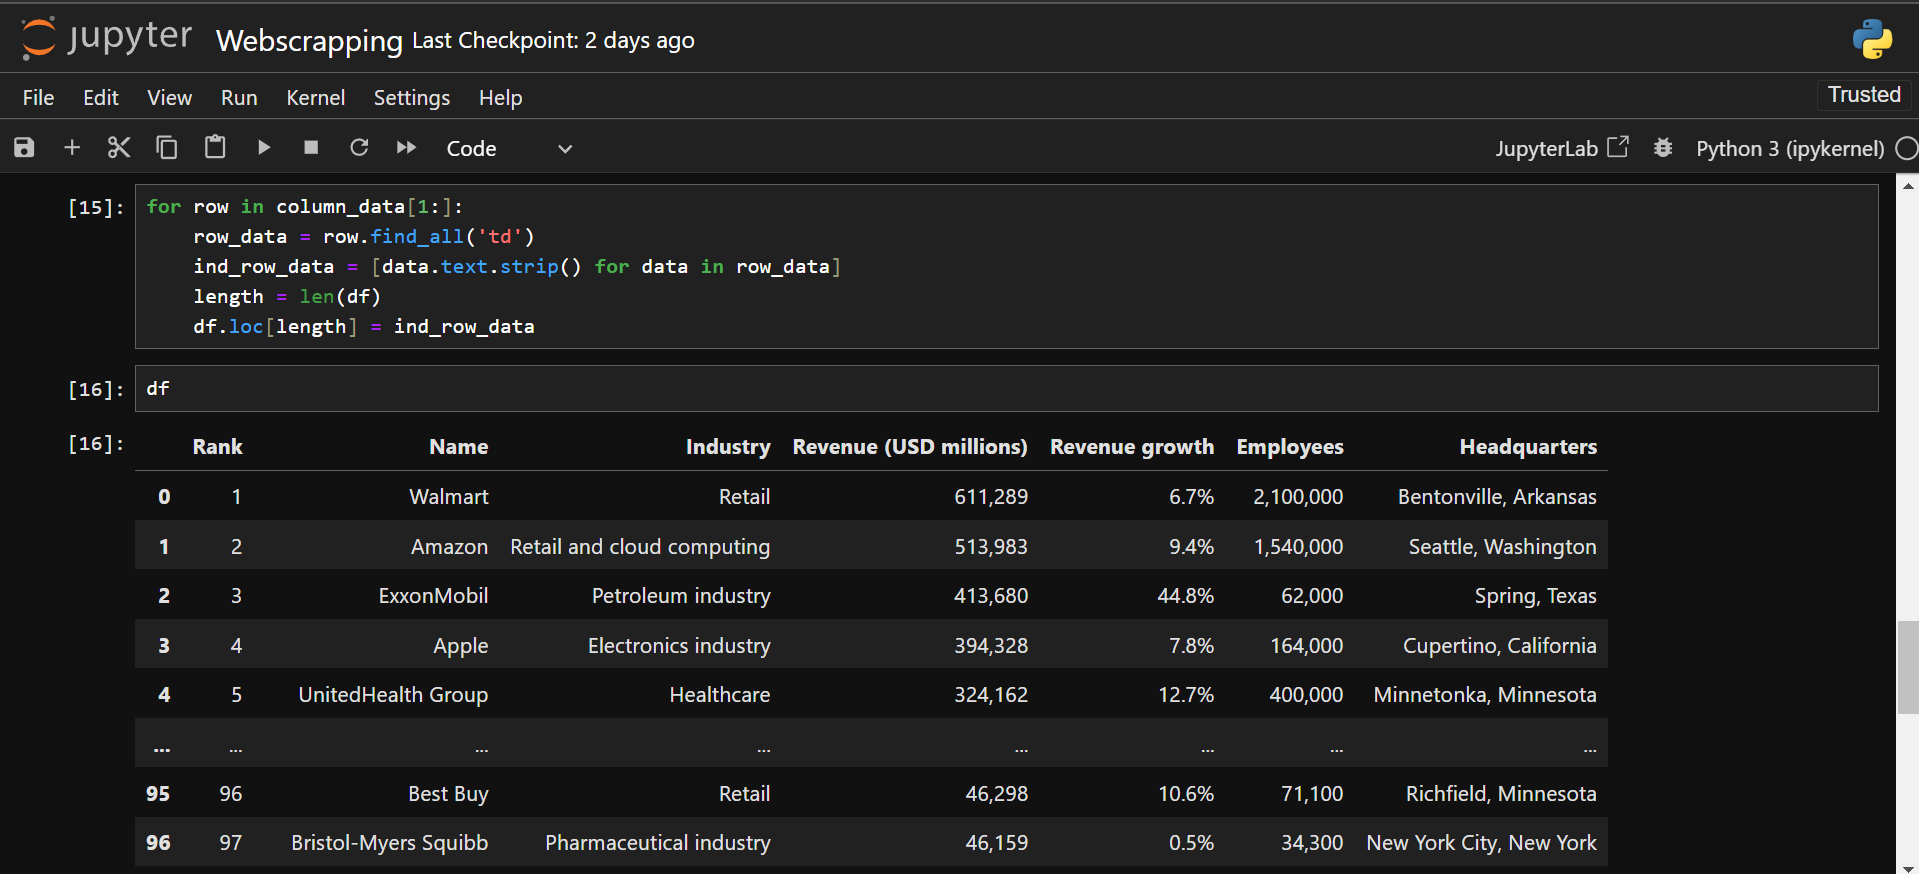 jupyter Webscrapping Last Checkpoint: 2 days ago
File Edit View Run Kernel Settings Help Trusted
Code JupyterLab Python 3 (ipykernel)
[15]: for row in column_data[1:]:
    row_data = row.find_all('td')
    ind_row_data = [data.text.strip() for data in row_data]
    length = len(df)
    df.loc[length] = ind_row_data
[16]: df
[16]: Rank Name Industry Revenue (USD millions) Revenue growth Employees Headquarters
0 1 Walmart Retail 611,289 6.7% 2,100,000 Bentonville, Arkansas
1 2 Amazon Retail and cloud computing 513,983 9.4% 1,540,000 Seattle, Washington
2 3 ExxonMobil Petroleum industry 413,680 44.8% 62,000 Spring, Texas
3 4 Apple Electronics industry 394,328 7.8% 164,000 Cupertino, California
4 5 UnitedHealth Group Healthcare 324,162 12.7% 400,000 Minnetonka, Minnesota
... ... ... ... ... ... ... ...
95 96 Best Buy Retail 46,298 10.6% 71,100 Richfield, Minnesota
96 97 Bristol-Myers Squibb Pharmaceutical industry 46,159 0.5% 34,300 New York City, New York